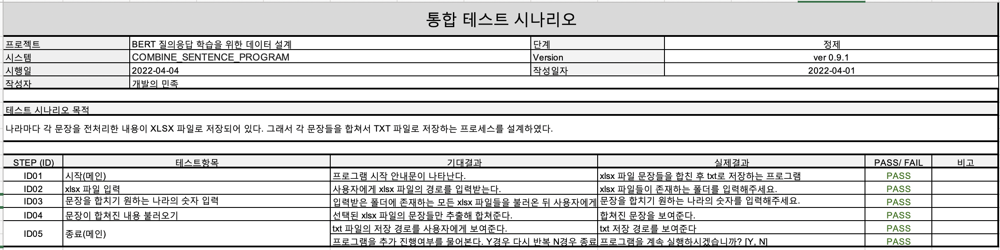 통합 테스트 시나리오
프로젝트 BERT 질의응답 학습을 위한 데이터 설계 단계 정제
시스템 COMBINE_SENTENCE_PROGRAM Version ver 0.9.1
시행일 2022-04-04 작성일자 2022-04-01
작성자 개발의 민족
테스트 시나리오 목적
나라마다 각 문장을 전처리한 내용이 XLSX 파일로 저장되어 있다. 그래서 각 문장들을 합쳐서 TXT 파일로 저장하는 프로세스를 설계하였다.
STEP (ID) 테스트항목 기대결과 실제결과 PASS/ FAIL 비고
ID01 시작(메인) 프로그램 시작 안내문이 나타난다. xlsx 파일 문장들을 합친 후 txt로 저장하는 프로그램 PASS
ID02 xlsx 파일 입력 사용자에게 xlsx 파일의 경로를 입력받는다. xlsx 파일들이 존재하는 폴더를 입력해주세요. PASS
ID03 문장을 합치기 원하는 나라의 숫자 입력 입력받은 폴더에 존재하는 모든 xlsx 파일들을 불러온 뒤 사용자에게 문장을 합치기 원하는 나라의 숫자를 입력해주세요. PASS
ID04 문장이 합쳐진 내용 불러오기 선택된 xlsx 파일의 문장들만 추출해 합쳐준다. 합쳐진 문장을 보여준다. PASS
ID05 종료(메인) txt 파일의 저장 경로를 사용자에게 보여준다. txt 저장 경로를 보여준다 PASS
프로그램을 추가 진행여부를 물어본다. Y경우 다시 반복 N경우 종료 프로그램을 계속 실행하시겠습니까? [Y, N] PASS